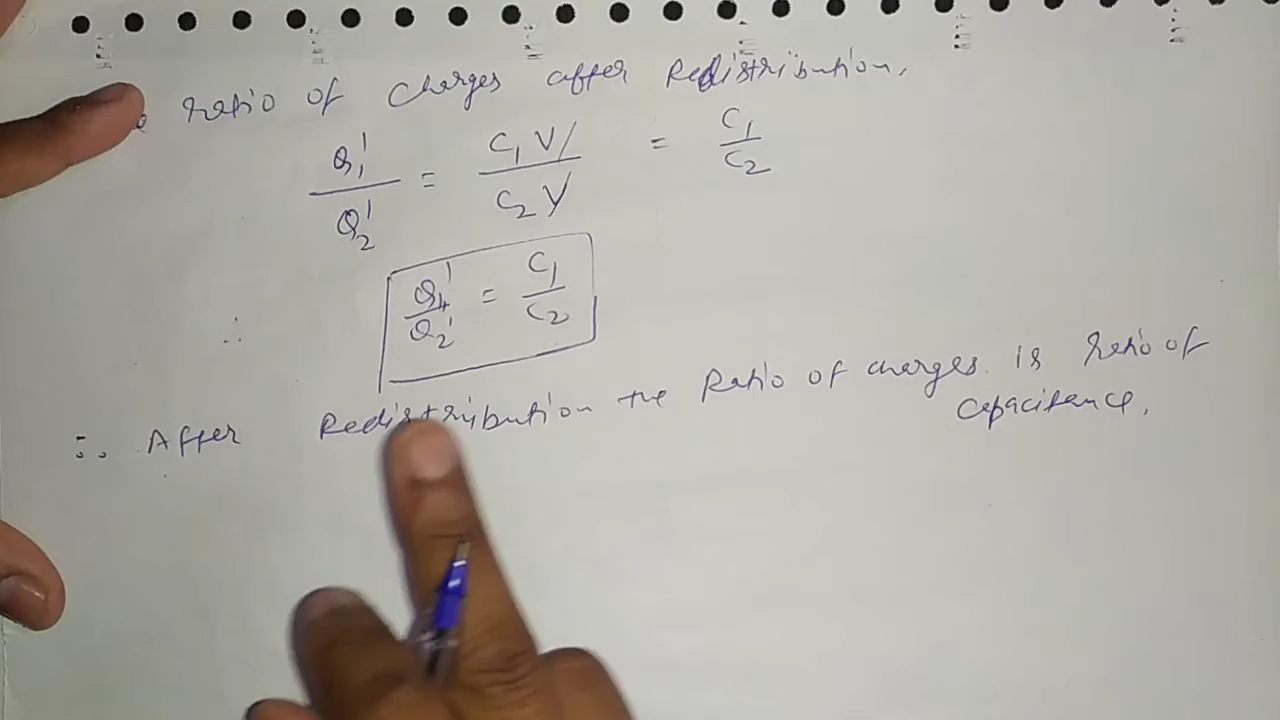 ratio of charges after Redistribution,
Q₁' / Q₂' = C₁V / C₂V = C₁ / C₂
∴ Q₁' / Q₂' = C₁ / C₂
∴ After Redistribution the Ratio of charges is ratio of
capacitance.